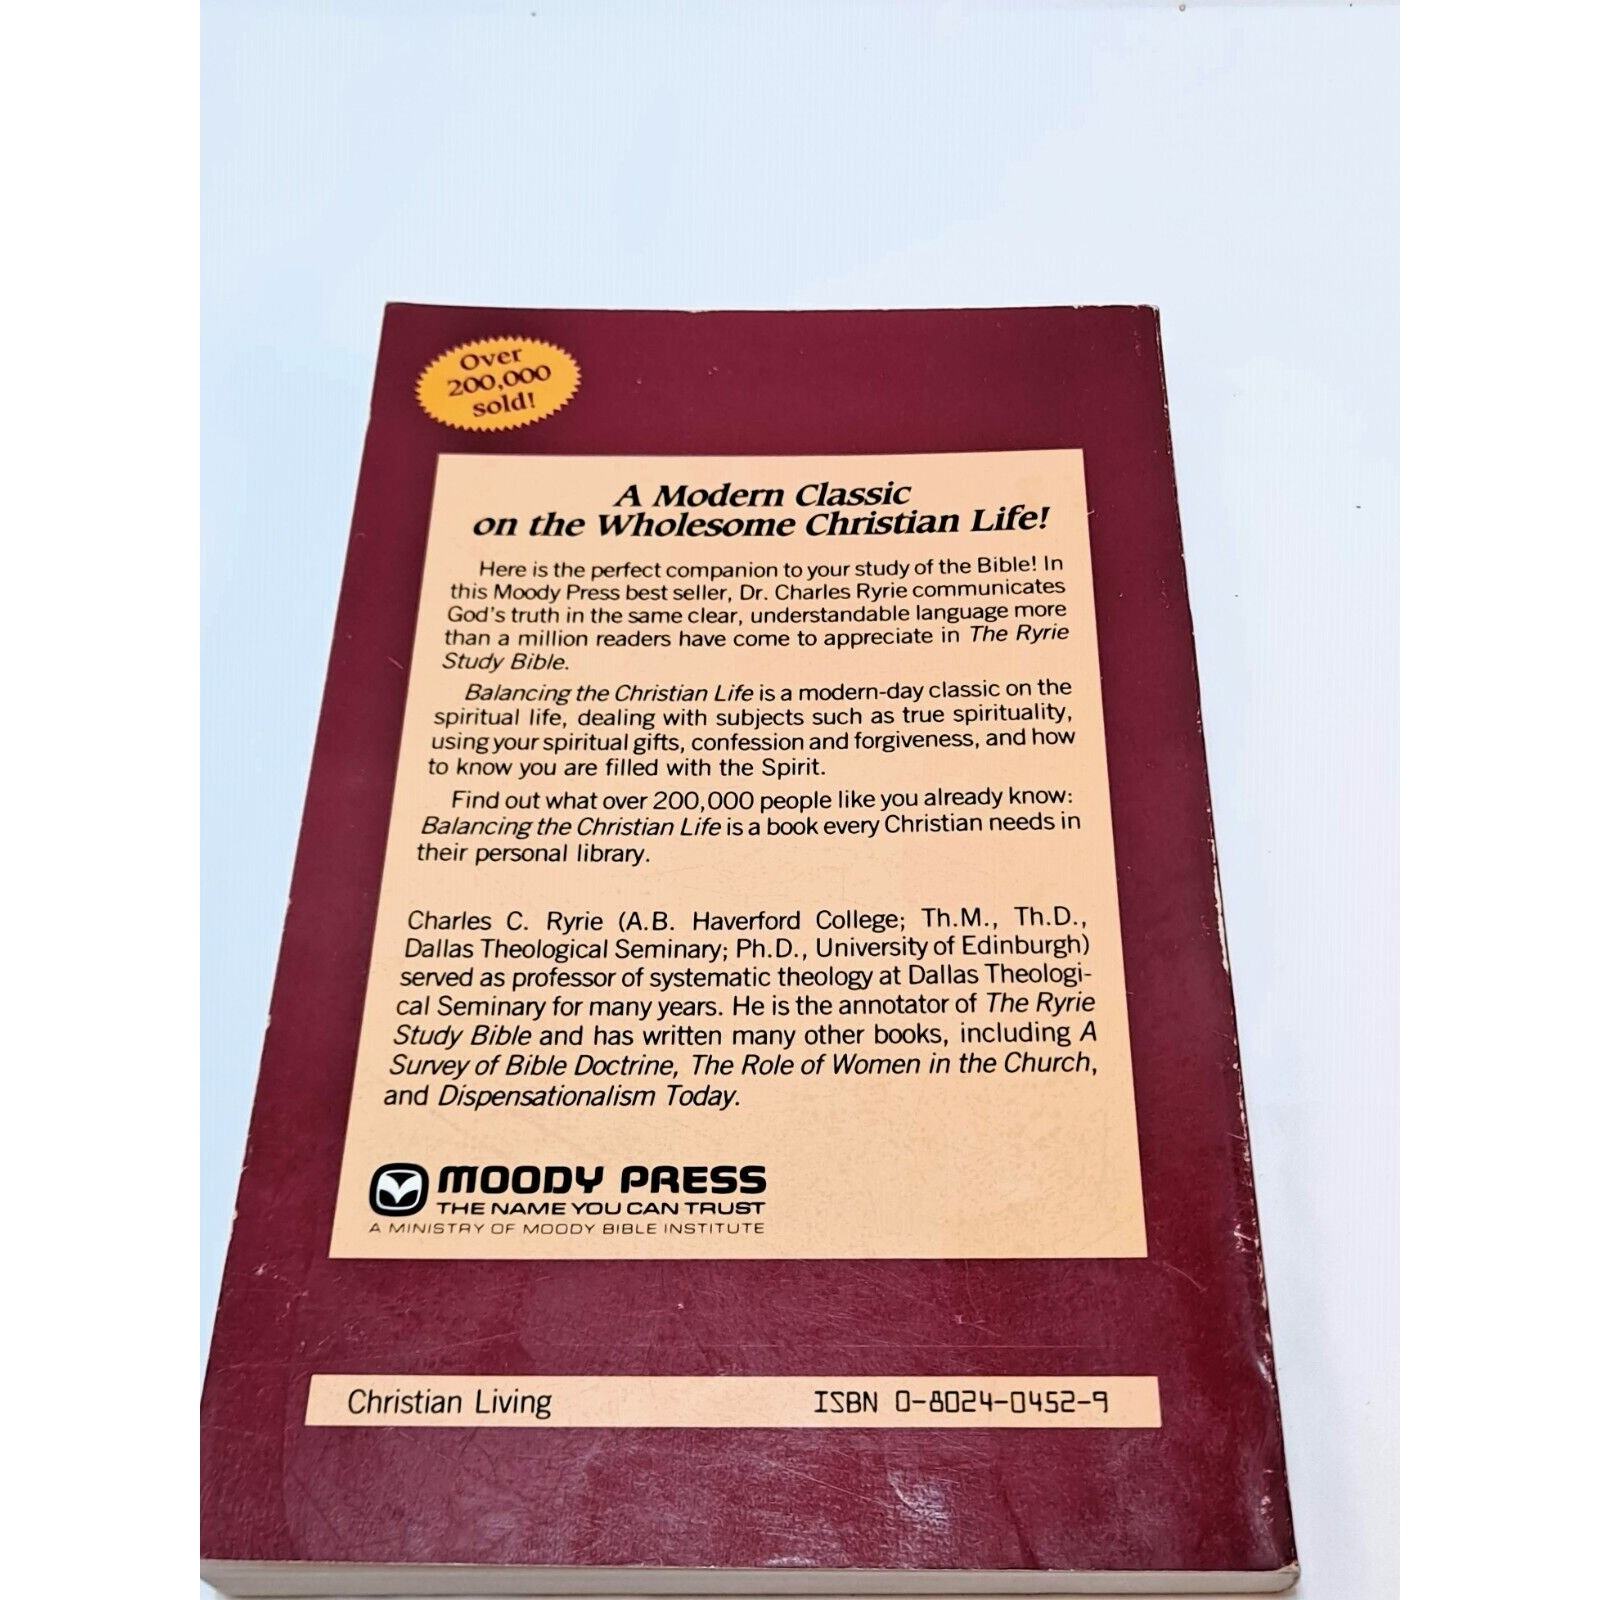 Over
200,000
sold!
A Modern Classic
on the Wholesome Christian Life!
Here is the perfect companion to your study of the Bible! In
this Moody Press best seller, Dr. Charles Ryrie communicates
God's truth in the same clear, understandable language more
than a million readers have come to appreciate in The Ryrie
Study Bible.
Balancing the Christian Life is a modern-day classic on the
spiritual life, dealing with subjects such as true spirituality,
using your spiritual gifts, confession and forgiveness, and how
to know you are filled with the Spirit.
Find out what over 200,000 people like you already know:
Balancing the Christian Life is a book every Christian needs in
their personal library.
Charles C. Ryrie (A.B. Haverford College; Th.M., Th.D.,
Dallas Theological Seminary; Ph.D., University of Edinburgh)
served as professor of systematic theology at Dallas Theologi-
cal Seminary for many years. He is the annotator of The Ryrie
Study Bible and has written many other books, including A
Survey of Bible Doctrine, The Role of Women in the Church,
and Dispensationalism Today.
MOODY PRESS
THE NAME YOU CAN TRUST
A MINISTRY OF MOODY BIBLE INSTITUTE
Christian Living ISBN 0-8024-0452-9